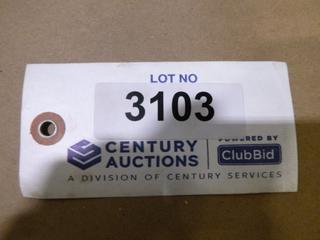 LOT NO
3103
CENTURY AUCTIONS
POWERED BY
ClubBid
A DIVISION OF CENTURY SERVICES